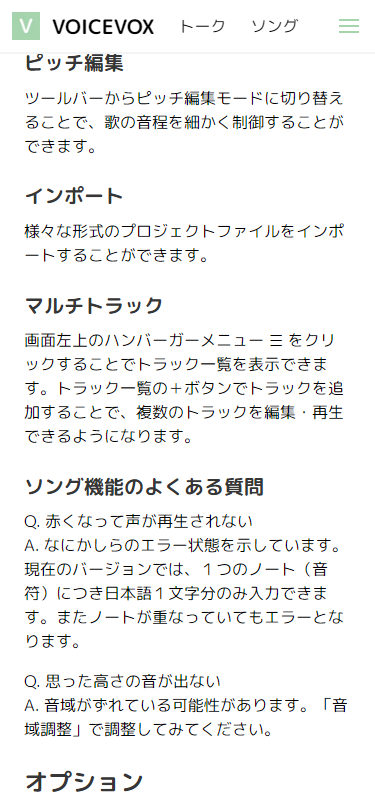 V VOICEVOX トーク ソング
ピッチ編集
ツールバーからピッチ編集モードに切り替え
ることで、歌の音程を細かく制御することが
できます。
インポート
様々な形式のプロジェクトファイルをインポ
ートすることができます。
マルチトラック
画面左上のハンバーガーメニュー ☰ をクリ
ックすることでトラック一覧を表示できま
す。トラック一覧の＋ボタンでトラックを追
加することで、複数のトラックを編集・再生
できるようになります。
ソング機能のよくある質問
Q. 赤くなって声が再生されない
A. なにかしらのエラー状態を示しています。
現在のバージョンでは、１つのノート（音
符）につき日本語１文字分のみ入力できま
す。またノートが重なっていてもエラーとな
ります。
Q. 思った高さの音が出ない
A. 音域がずれている可能性があります。「音
域調整」で調整してみてください。
オプション